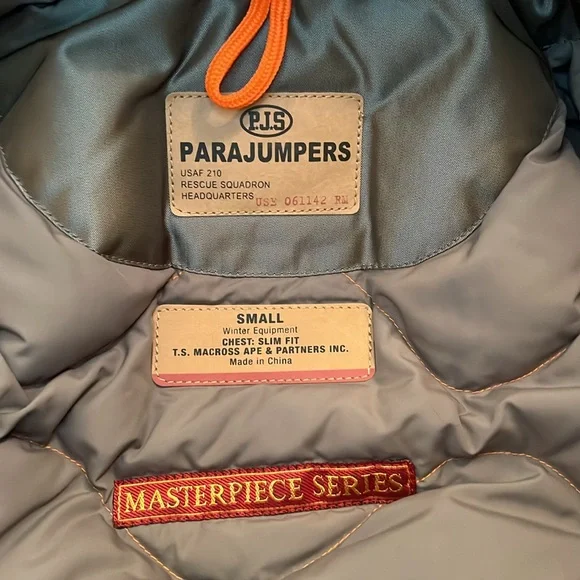 P.J.S
PARAJUMPERS
USAF 210
RESCUE SQUADRON
HEADQUARTERS USE 061142 RM
SMALL
Winter Equipment
CHEST: SLIM FIT
T.S. MACROSS APE & PARTNERS INC.
Made in China
MASTERPIECE SERIES